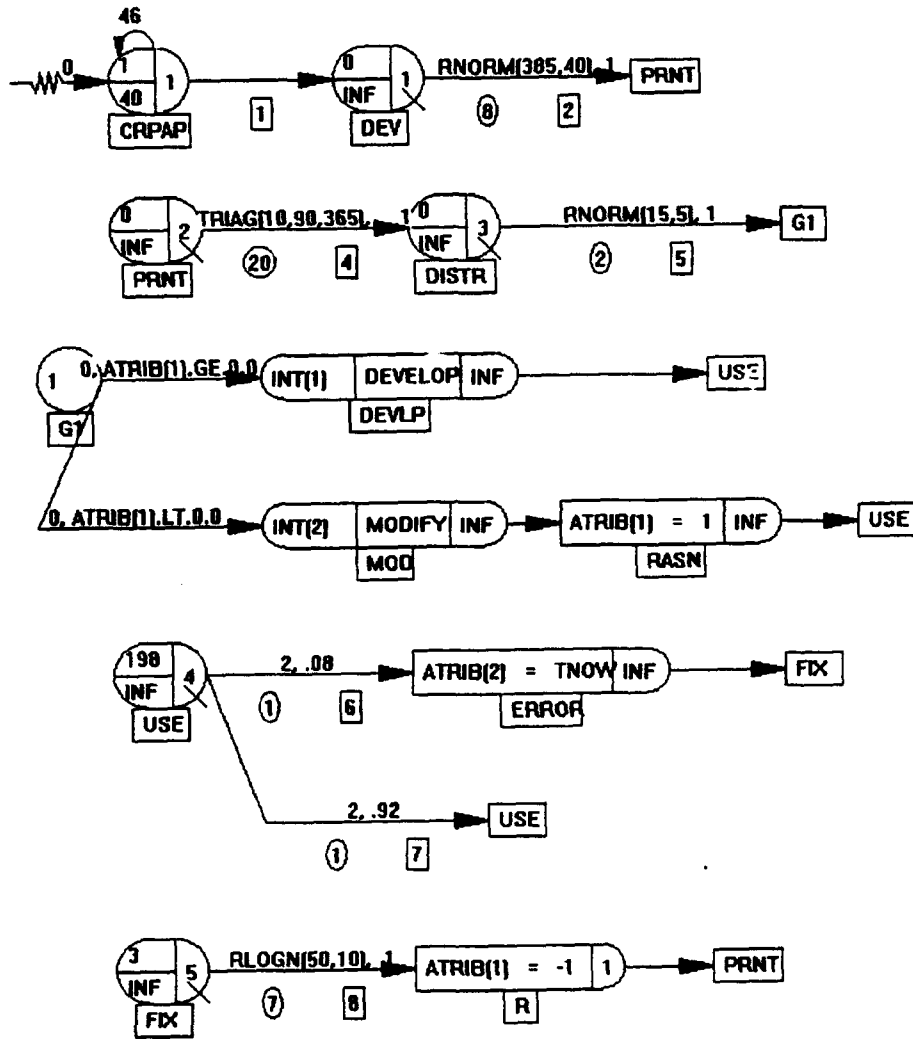 46
0 1 1 40 CRPAP 1 0 1 INF DEV RNORM(385,40), 1 8 2 PRNT
0 2 INF PRNT TRIAG(10,90,365), 1 20 4 0 3 INF DISTR RNORM(15,5), 1 2 5 G1
1 G1 0, ATRIB(1).GE.0.0 INT(1) DEVELOP INF DEVLP USE
0, ATRIB(1).LT.0.0 INT(2) MODIFY INF MOD ATRIB(1) = 1 INF RASN USE
198 4 INF USE 2, .08 1 6 ATRIB(2) = TNOW INF ERROR FIX
2, .92 1 7 USE
3 5 INF FIX RLOGN(50,10), 1 7 8 ATRIB(1) = -1 1 R PRNT